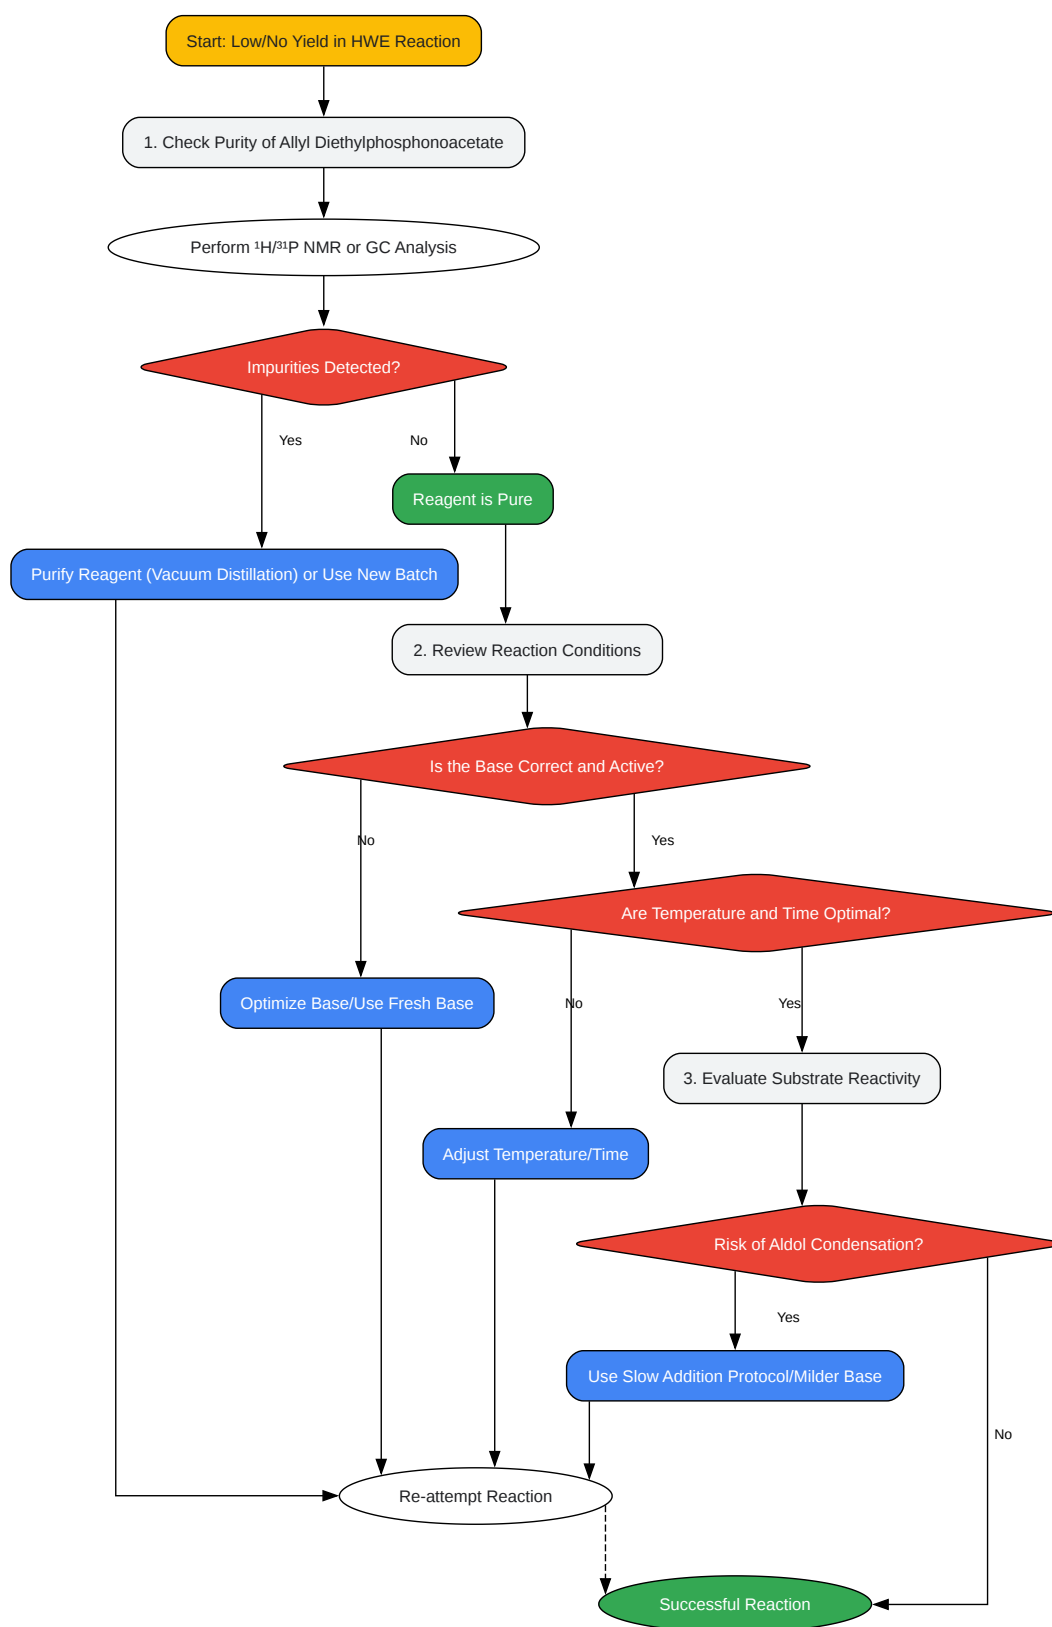 Start: Low/No Yield in HWE Reaction
1. Check Purity of Allyl Diethylphosphonoacetate
Perform ¹H/³¹P NMR or GC Analysis
Impurities Detected?
Yes
No
Reagent is Pure
Purify Reagent (Vacuum Distillation) or Use New Batch
2. Review Reaction Conditions
Is the Base Correct and Active?
No
Yes
Are Temperature and Time Optimal?
Optimize Base/Use Fresh Base
No
Yes
3. Evaluate Substrate Reactivity
Adjust Temperature/Time
Risk of Aldol Condensation?
Yes
Use Slow Addition Protocol/Milder Base
No
Re-attempt Reaction
Successful Reaction